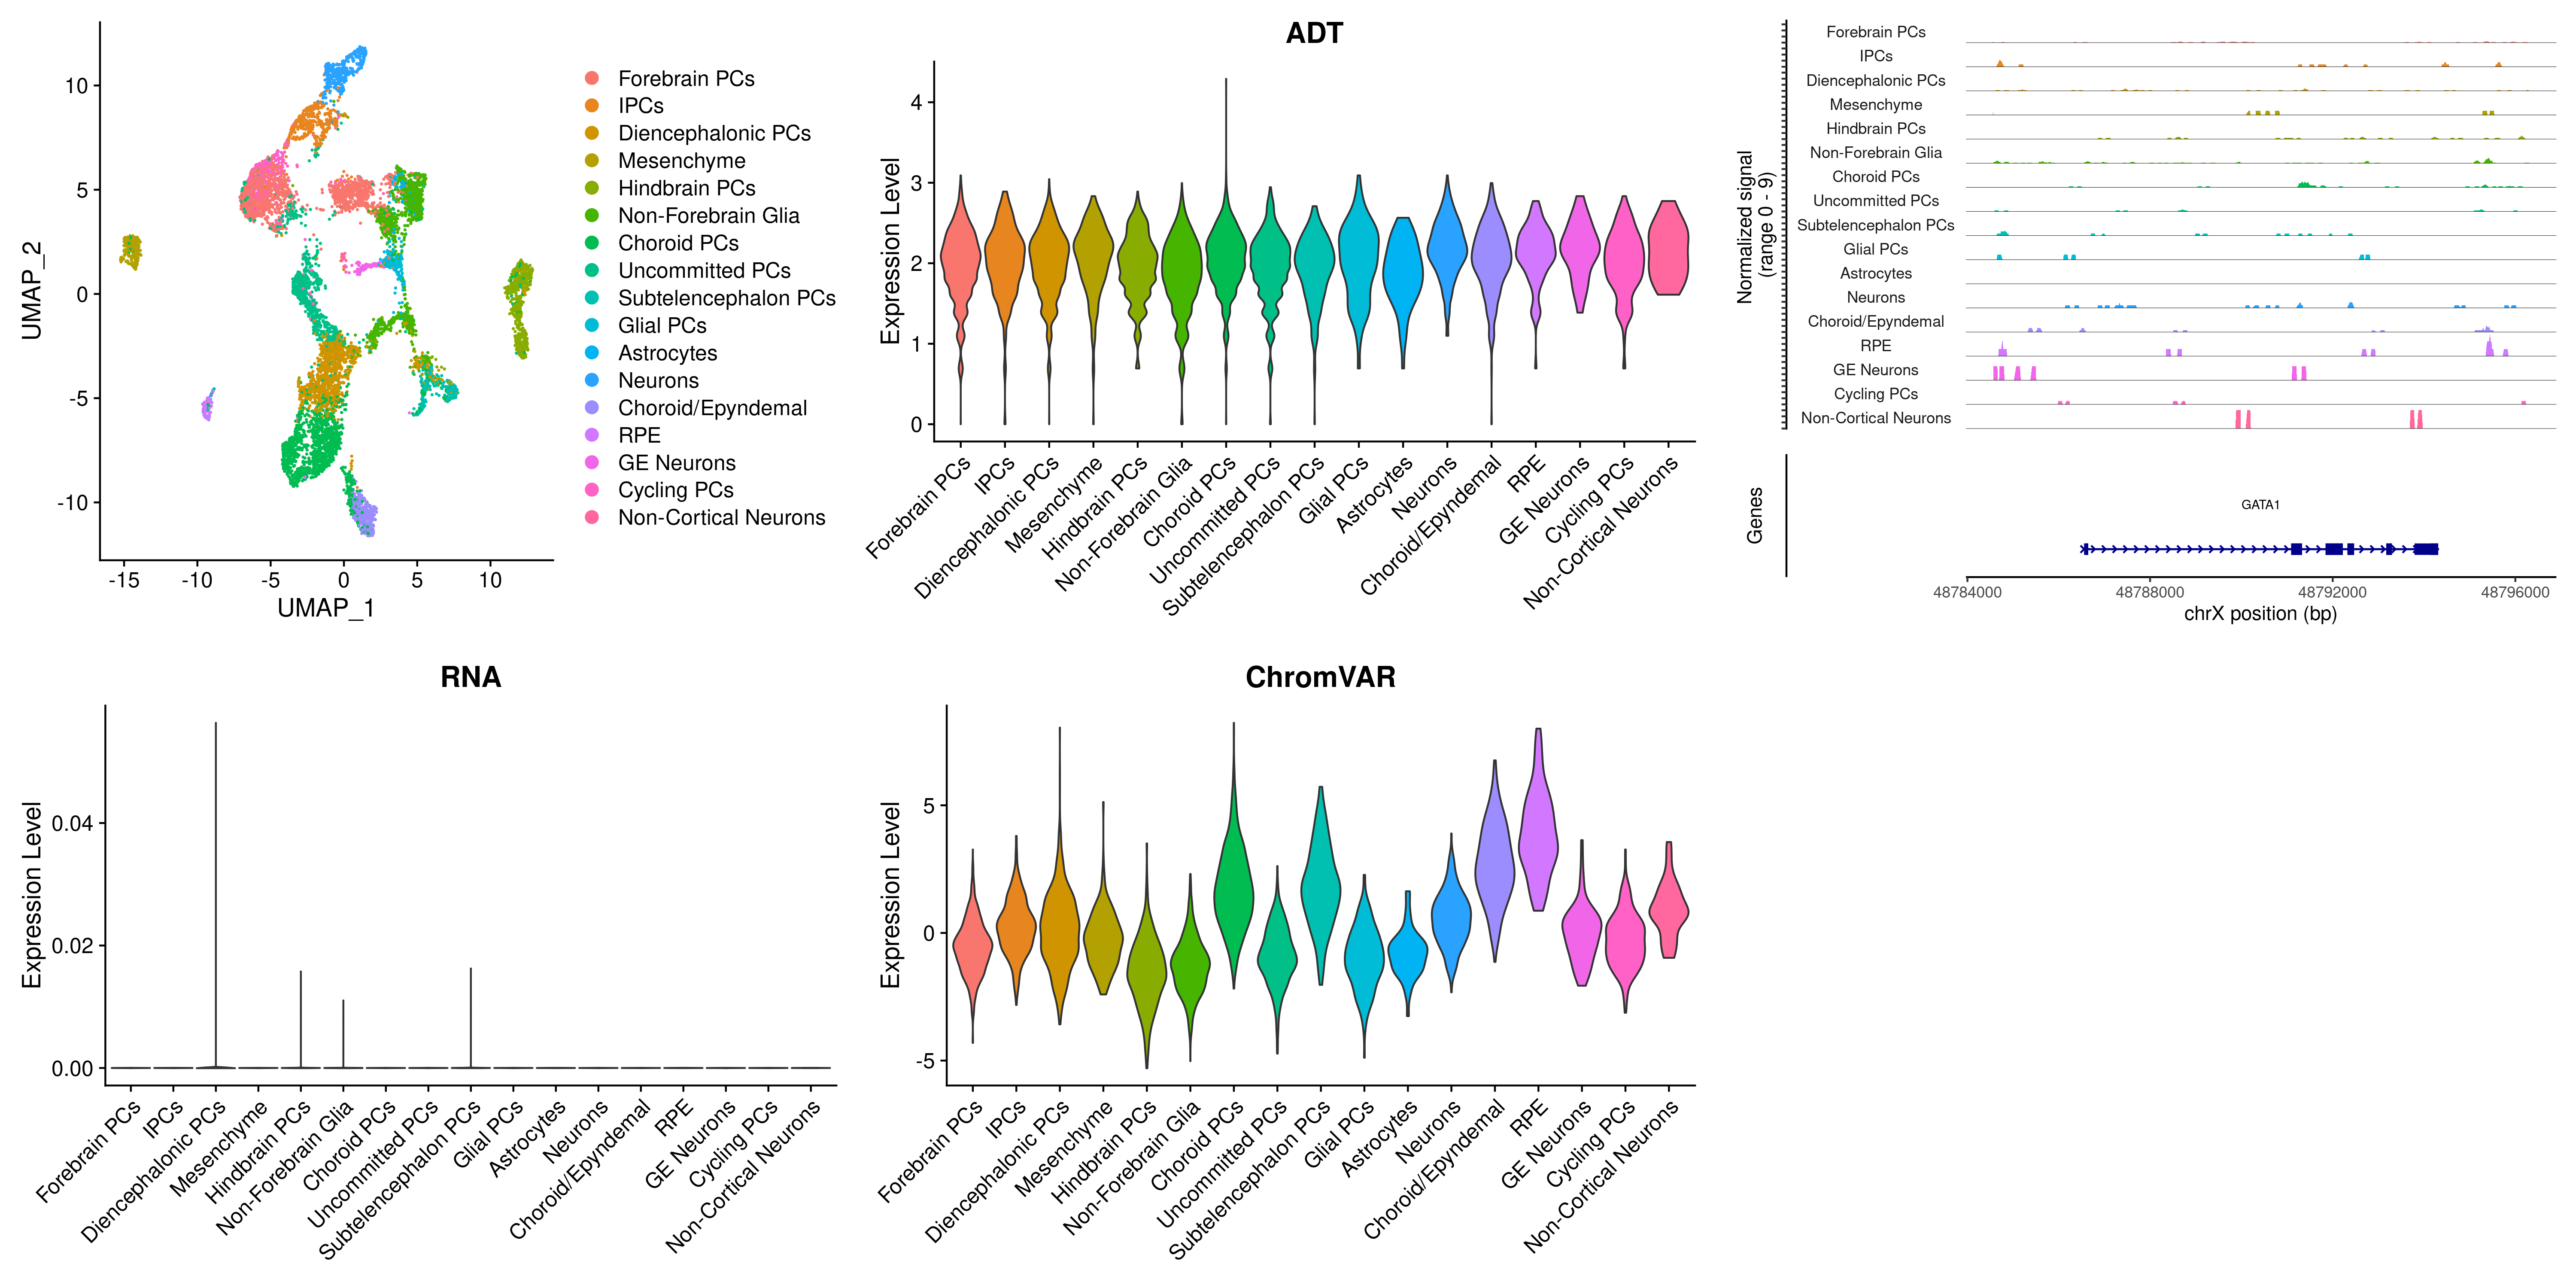 10
5
0
-5
-10
UMAP_2
-15
-10
-5
0
5
10
UMAP_1
Forebrain PCs
IPCs
Diencephalonic PCs
Mesenchyme
Hindbrain PCs
Non-Forebrain Glia
Choroid PCs
Uncommitted PCs
Subtelencephalon PCs
Glial PCs
Astrocytes
Neurons
Choroid/Epyndemal
RPE
GE Neurons
Cycling PCs
Non-Cortical Neurons
ADT
Expression Level
4
3
2
1
0
Forebrain PCs
IPCs
Diencephalonic PCs
Mesenchyme
Hindbrain PCs
Non-Forebrain Glia
Choroid PCs
Uncommitted PCs
Subtelencephalon PCs
Glial PCs
Astrocytes
Neurons
Choroid/Epyndemal
RPE
GE Neurons
Cycling PCs
Non-Cortical Neurons
Normalized signal
(range 0 - 9)
Forebrain PCs
IPCs
Diencephalonic PCs
Mesenchyme
Hindbrain PCs
Non-Forebrain Glia
Choroid PCs
Uncommitted PCs
Subtelencephalon PCs
Glial PCs
Astrocytes
Neurons
Choroid/Epyndemal
RPE
GE Neurons
Cycling PCs
Non-Cortical Neurons
Genes
GATA1
48784000
48788000
48792000
48796000
chrX position (bp)
RNA
Expression Level
0.04
0.02
0.00
Forebrain PCs
IPCs
Diencephalonic PCs
Mesenchyme
Hindbrain PCs
Non-Forebrain Glia
Choroid PCs
Uncommitted PCs
Subtelencephalon PCs
Glial PCs
Astrocytes
Neurons
Choroid/Epyndemal
RPE
GE Neurons
Cycling PCs
Non-Cortical Neurons
ChromVAR
Expression Level
5
0
-5
Forebrain PCs
IPCs
Diencephalonic PCs
Mesenchyme
Hindbrain PCs
Non-Forebrain Glia
Choroid PCs
Uncommitted PCs
Subtelencephalon PCs
Glial PCs
Astrocytes
Neurons
Choroid/Epyndemal
RPE
GE Neurons
Cycling PCs
Non-Cortical Neurons